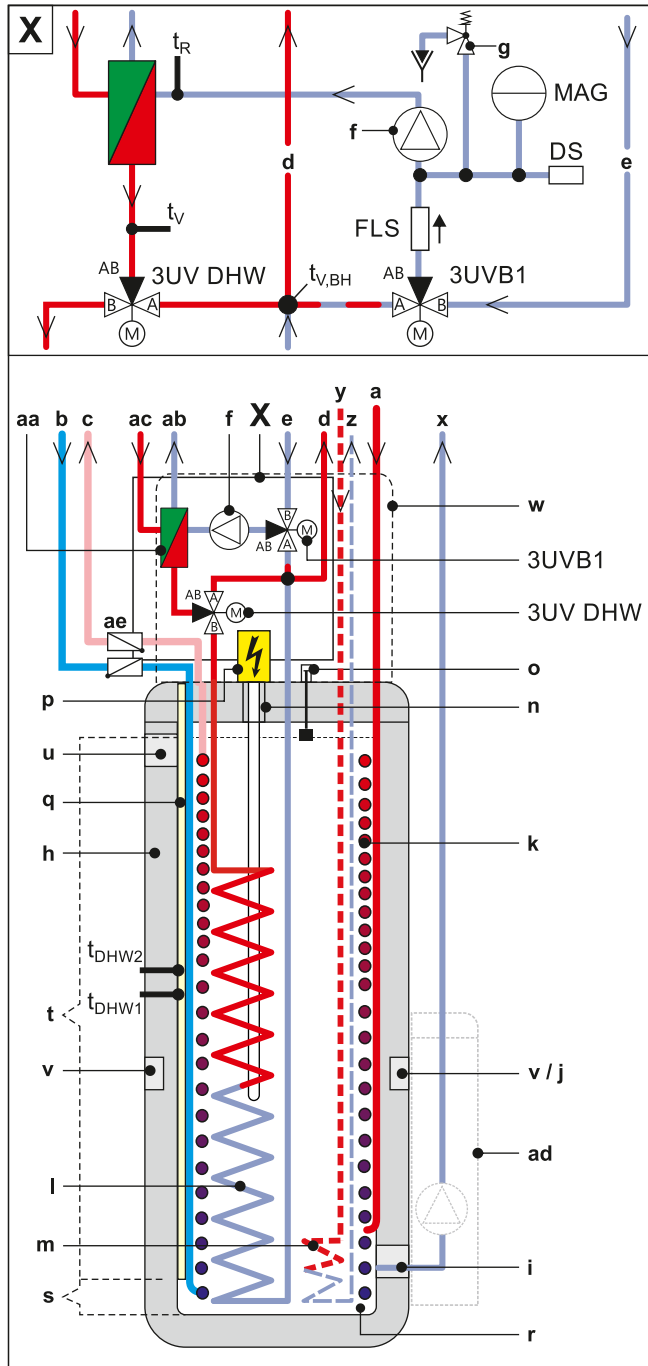 X
tR
g
MAG
f
d
DS
e
tV
FLS
AB
3UV DHW
tV,BH
AB
3UVB1
B
A
A
B
M
M
y
a
b
c
ac
ab
f
X
e
d
z
x
aa
w
B
M
AB
A
3UVB1
AB
A
M
3UV DHW
B
ae
o
p
n
u
q
h
k
tDHW2
tDHW1
t
v
v / j
ad
l
m
i
s
r